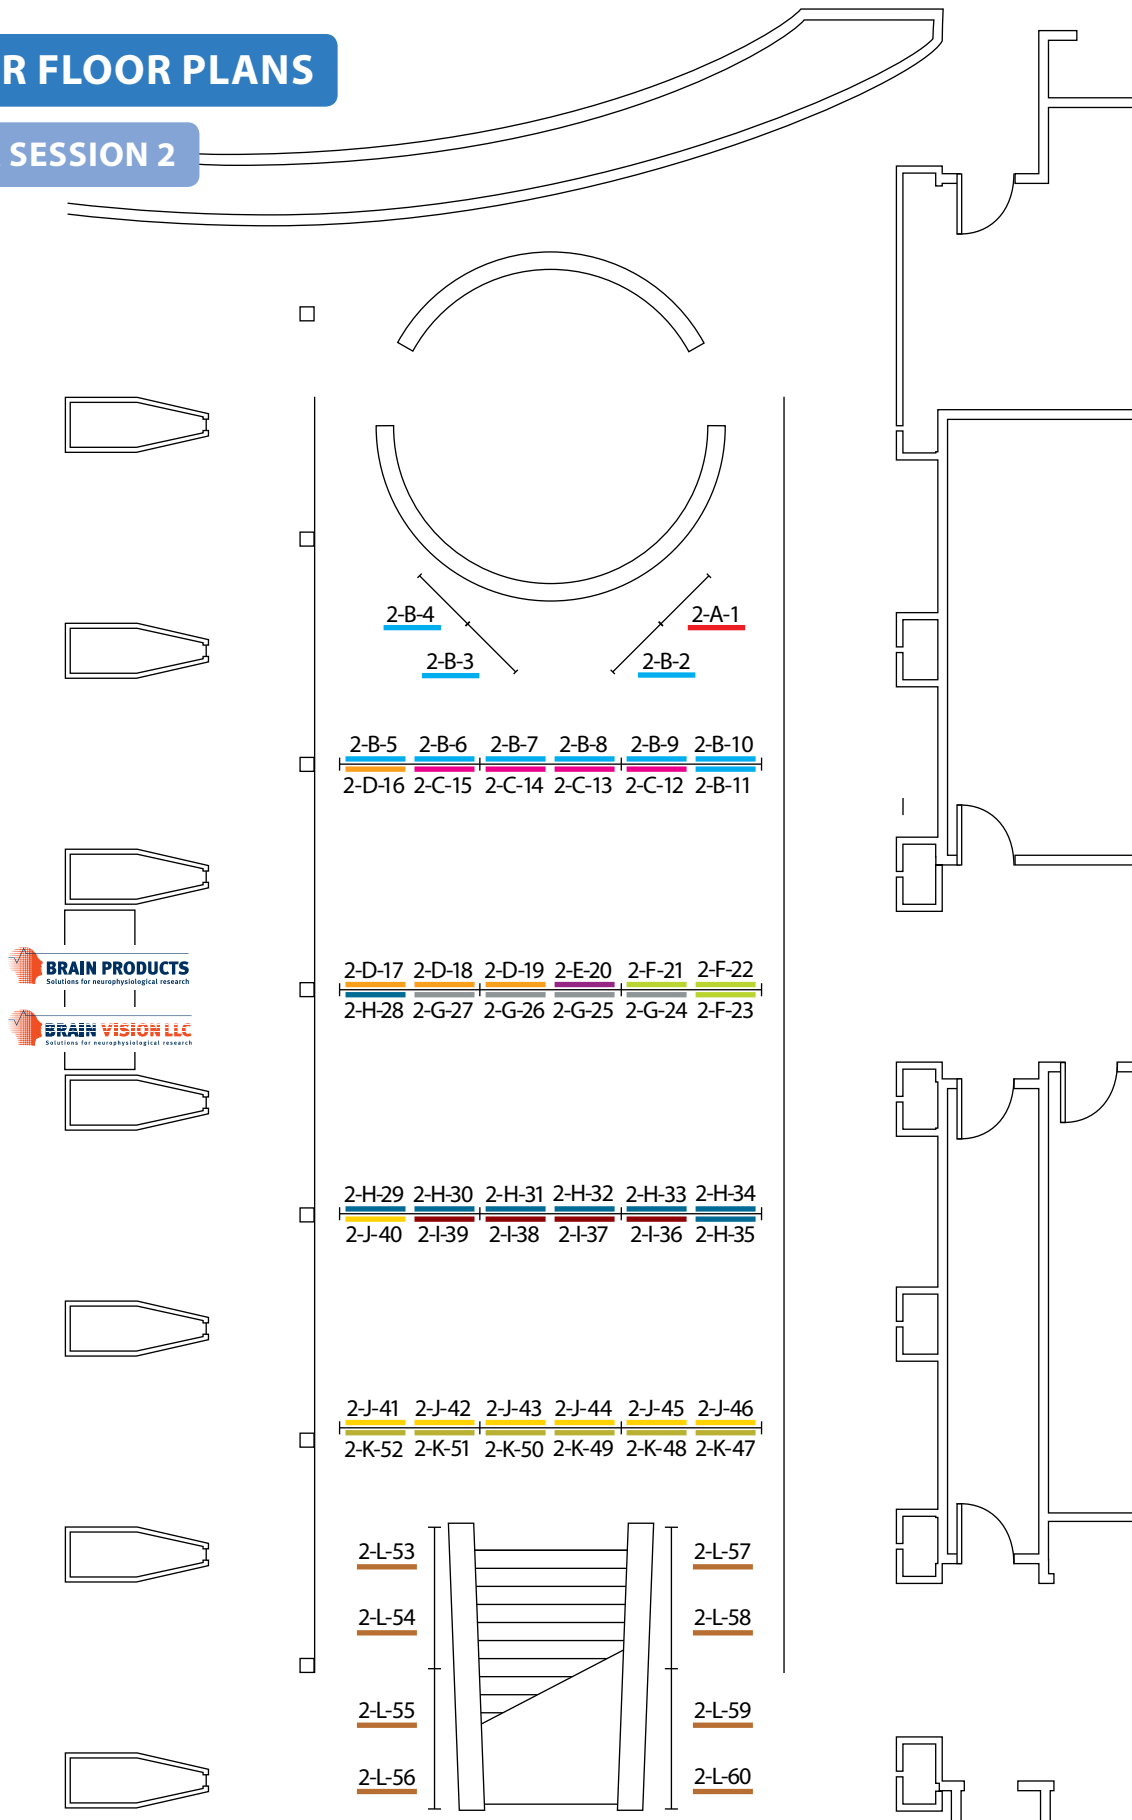 R FLOOR PLANS
SESSION 2
2-B-4
2-A-1
2-B-3
2-B-2
2-B-5 2-B-6 2-B-7 2-B-8 2-B-9 2-B-10
2-D-16 2-C-15 2-C-14 2-C-13 2-C-12 2-B-11
BRAIN PRODUCTS
Solutions for neurophysiological research
BRAIN VISION LLC
Solutions for neurophysiological research
2-D-17 2-D-18 2-D-19 2-E-20 2-F-21 2-F-22
2-H-28 2-G-27 2-G-26 2-G-25 2-G-24 2-F-23
2-H-29 2-H-30 2-H-31 2-H-32 2-H-33 2-H-34
2-J-40 2-I-39 2-I-38 2-I-37 2-I-36 2-H-35
2-J-41 2-J-42 2-J-43 2-J-44 2-J-45 2-J-46
2-K-52 2-K-51 2-K-50 2-K-49 2-K-48 2-K-47
2-L-53
2-L-57
2-L-54
2-L-58
2-L-55
2-L-59
2-L-56
2-L-60